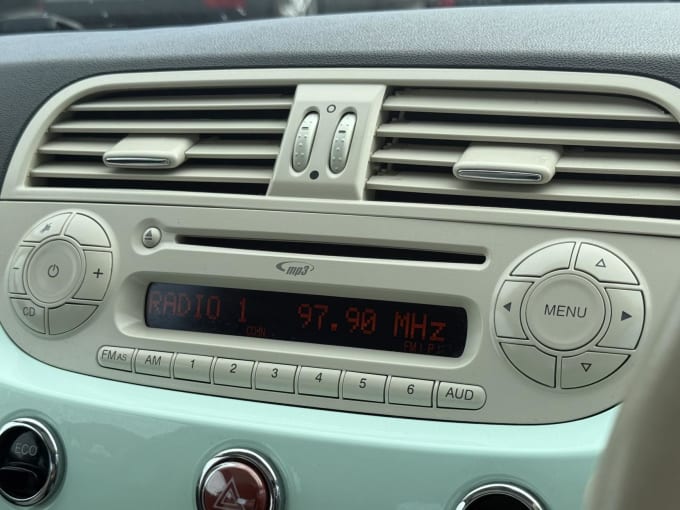 mp3
RADIO 1 97.90 MHz
CD
MENU
FM AS AM 1 2 3 4 5 6 AUD
ECO